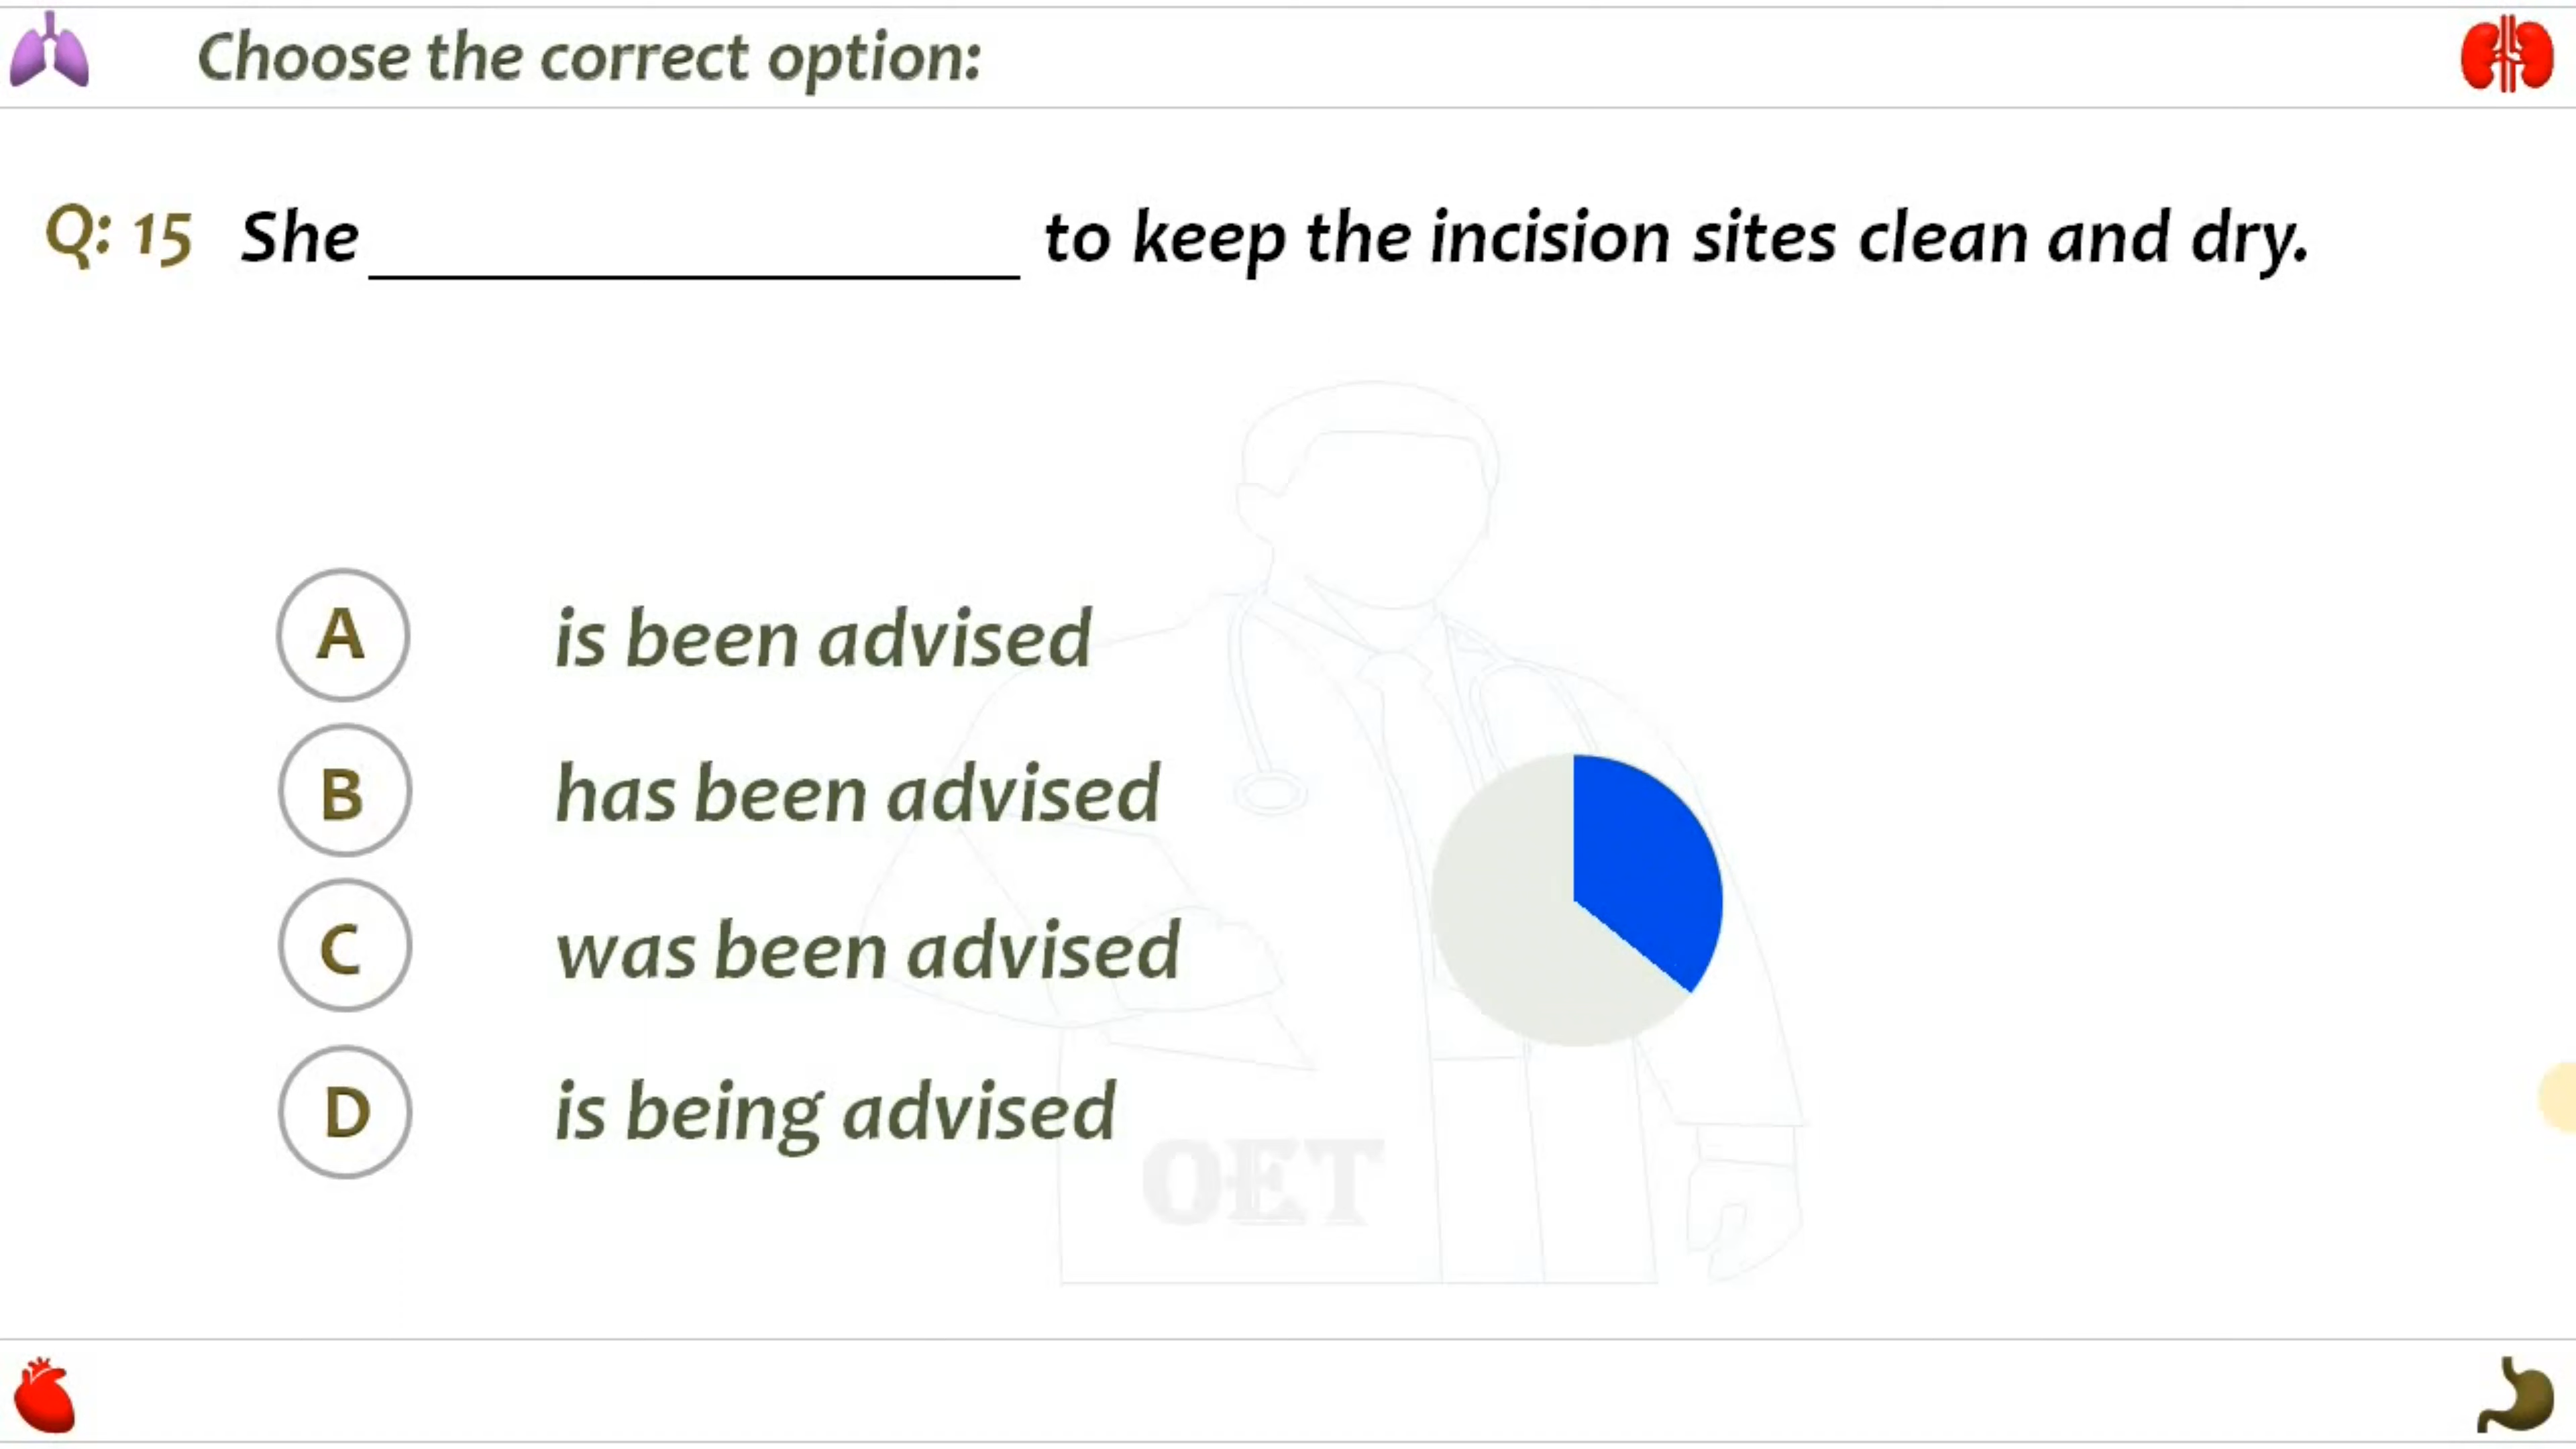 Choose the correct option:
Q: 15 She ____________ to keep the incision sites clean and dry.
A is been advised
B has been advised
C was been advised
D is being advised
OET